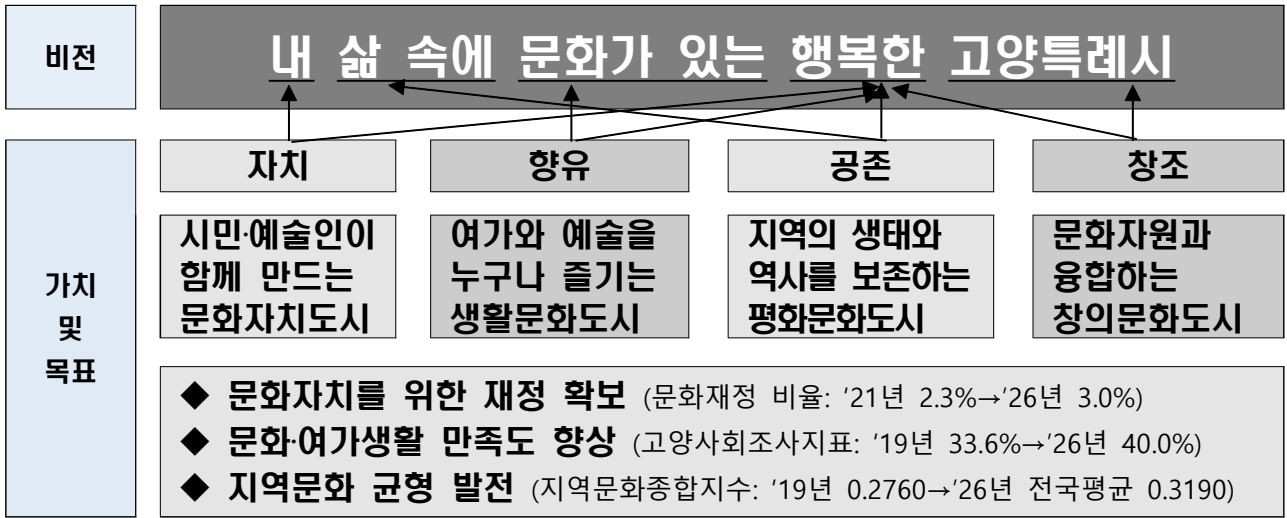 비전
내 삶 속에 문화가 있는 행복한 고양특례시
가치
및
목표
자치
향유
공존
창조
시민·예술인이
함께 만드는
문화자치도시
여가와 예술을
누구나 즐기는
생활문화도시
지역의 생태와
역사를 보존하는
평화문화도시
문화자원과
융합하는
창의문화도시
◆ 문화자치를 위한 재정 확보 (문화재정 비율: ’21년 2.3%→’26년 3.0%)
◆ 문화·여가생활 만족도 향상 (고양사회조사지표: ’19년 33.6%→’26년 40.0%)
◆ 지역문화 균형 발전 (지역문화종합지수: ’19년 0.2760→’26년 전국평균 0.3190)